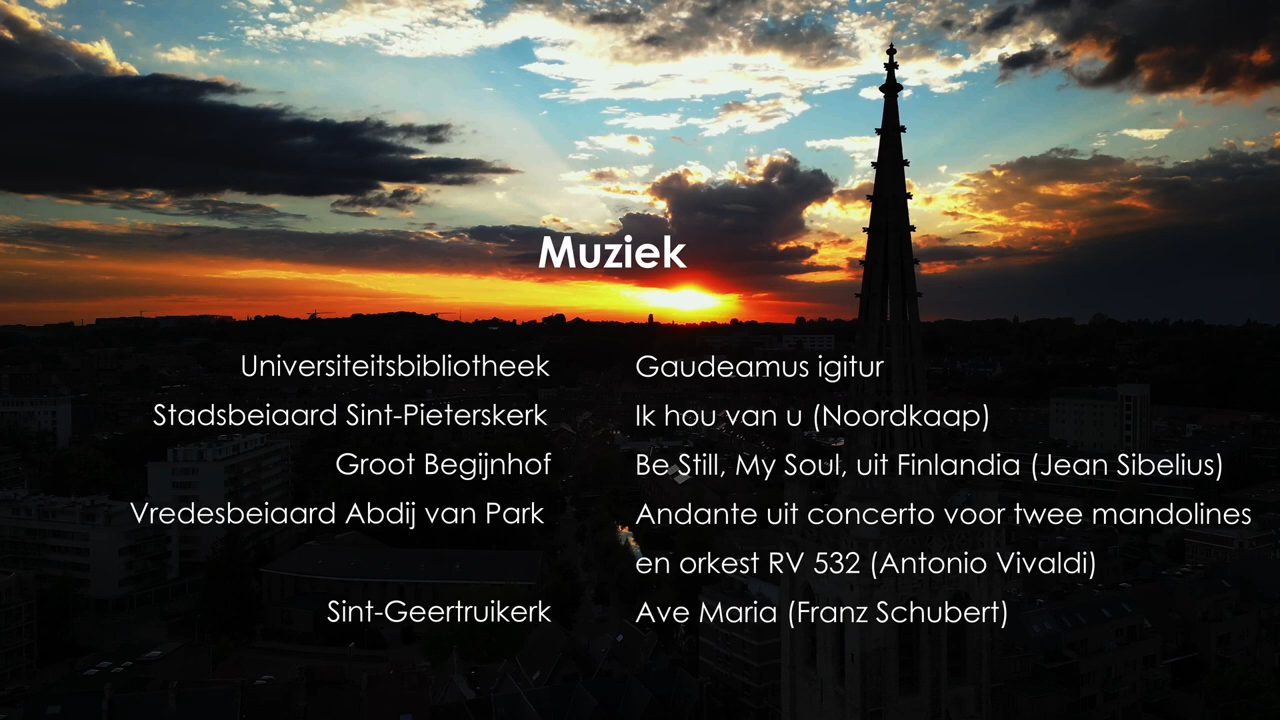 Muziek
Universiteitsbibliotheek Gaudeamus igitur
Stadsbeiaard Sint-Pieterskerk Ik hou van u (Noordkaap)
Groot Begijnhof Be Still, My Soul, uit Finlandia (Jean Sibelius)
Vredesbeiaard Abdij van Park Andante uit concerto voor twee mandolines
en orkest RV 532 (Antonio Vivaldi)
Sint-Geertruikerk Ave Maria (Franz Schubert)